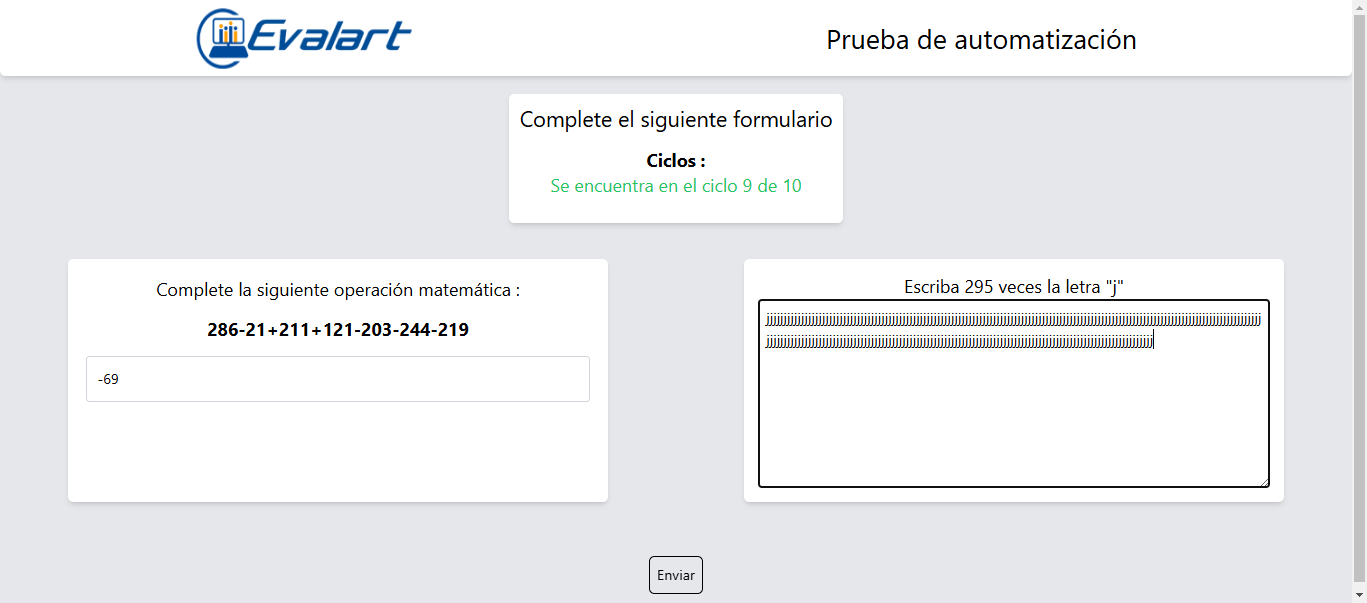 Evalart
Prueba de automatización
Complete el siguiente formulario
Ciclos :
Se encuentra en el ciclo 9 de 10
Complete la siguiente operación matemática :
286-21+211+121-203-244-219
-69
Escriba 295 veces la letra "j"
Enviar